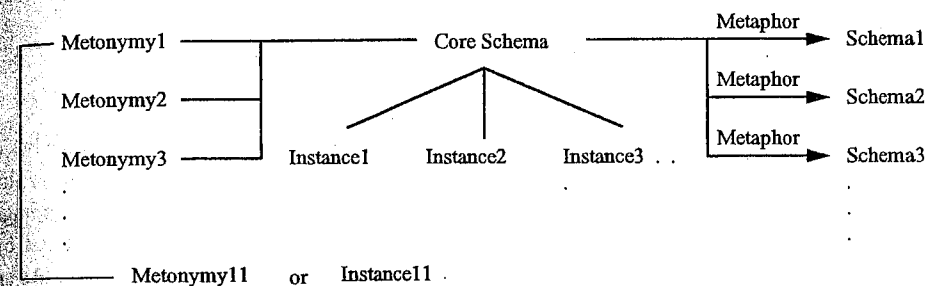 Metaphor
Metonymy1 Core Schema Schema1
Metaphor
Metonymy2 Schema2
Metaphor
Metonymy3 Instance1 Instance2 Instance3 . . Schema3
Metonymy11 or Instance11